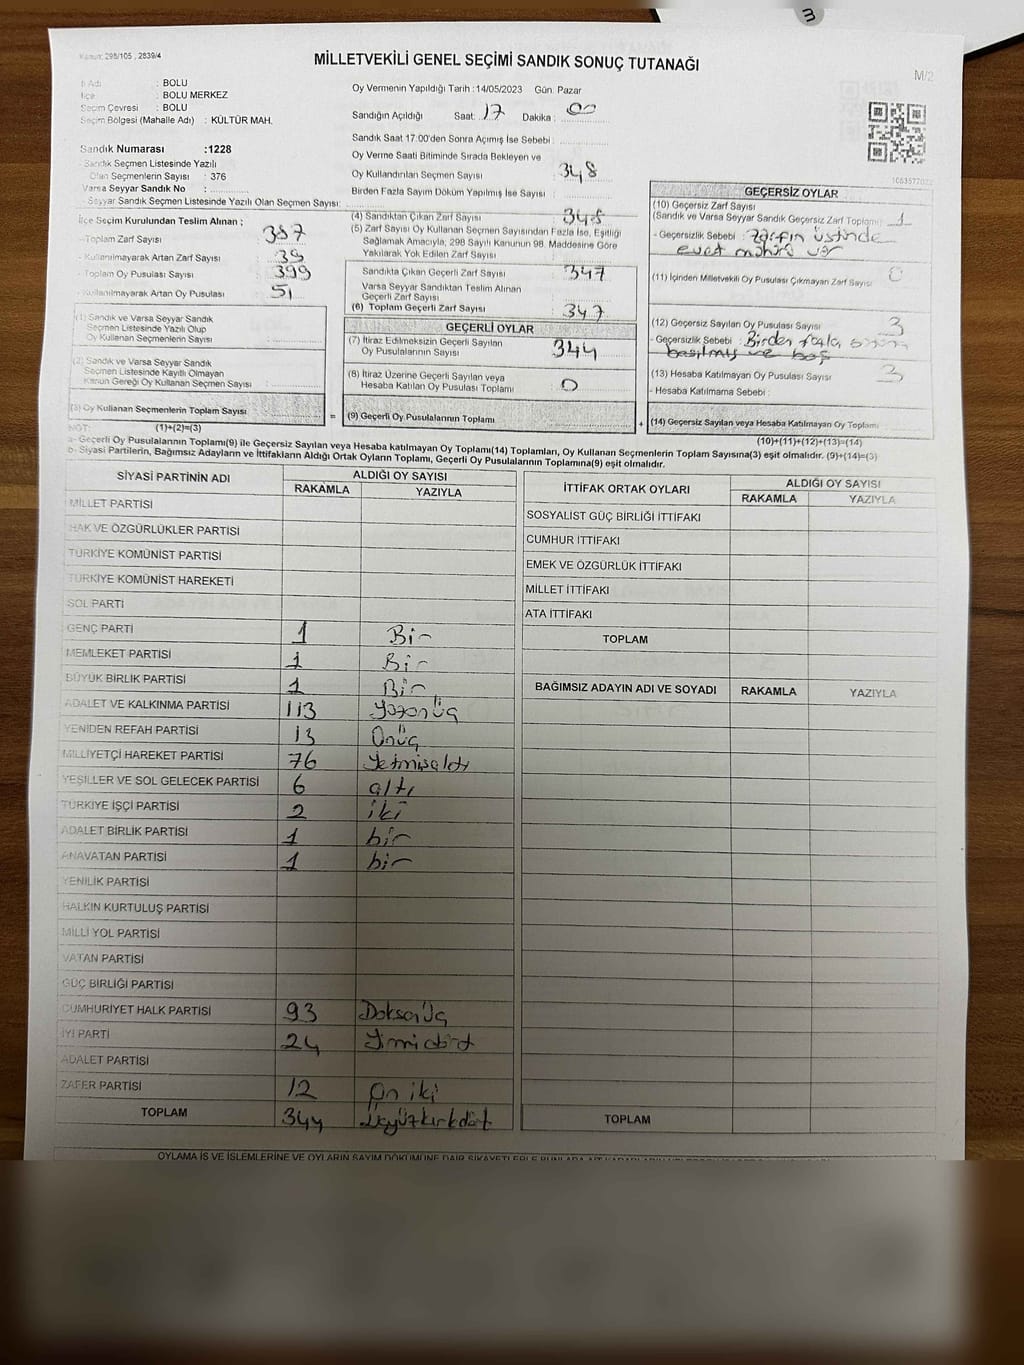 3
Kanun: 298/105 , 2839/4
MİLLETVEKİLİ GENEL SEÇİMİ SANDIK SONUÇ TUTANAĞI
M/2
İl Adı : BOLU
İlçe : BOLU MERKEZ
Seçim Çevresi : BOLU
Seçim Bölgesi (Mahalle Adı) : KÜLTÜR MAH.
Sandık Numarası :1228
Sandık Seçmen Listesinde Yazılı
Olan Seçmenlerin Sayısı : 376
Varsa Seyyar Sandık No :
Seyyar Sandık Seçmen Listesinde Yazılı Olan Seçmen Sayısı:
Oy Vermenin Yapıldığı Tarih :14/05/2023 Gün: Pazar
Sandığın Açıldığı Saat: 17 Dakika : 00
Sandık Saat 17:00'den Sonra Açmış İse Sebebi :
Oy Verme Saati Bitiminde Sırada Bekleyen ve
Oy Kullandırılan Seçmen Sayısı : 348
Birden Fazla Sayım Döküm Yapılmış İse Sayısı :
İlçe Seçim Kurulundan Teslim Alınan ;
Toplam Zarf Sayısı : 387
Kullanılmayarak Artan Zarf Sayısı : 39
Toplam Oy Pusulası Sayısı : 399
Kullanılmayarak Artan Oy Pusulası : 51
(1) Sandık ve Varsa Seyyar Sandık
Seçmen Listesinde Yazılı Olup
Oy Kullanan Seçmenlerin Sayısı :
(2) Sandık ve Varsa Seyyar Sandık
Seçmen Listesinde Kayıtlı Olmayan
Kanun Gereği Oy Kullanan Seçmen Sayısı :
(3) Oy Kullanan Seçmenlerin Toplam Sayısı
(1)+(2)=(3)
(4) Sandıktan Çıkan Zarf Sayısı 348
(5) Zarf Sayısı Oy Kullanan Seçmen Sayısından Fazla İse, Eşitliği
Sağlamak Amacıyla, 298 Sayılı Kanunun 98. Maddesine Göre
Yakılarak Yok Edilen Zarf Sayısı :
Sandıkta Çıkan Geçerli Zarf Sayısı : 347
Varsa Seyyar Sandıktan Teslim Alınan
Geçerli Zarf Sayısı
(6) Toplam Geçerli Zarf Sayısı : 347
GEÇERLİ OYLAR
(7) İtiraz Edilmeksizin Geçerli Sayılan
Oy Pusulalarının Sayısı : 344
(8) İtiraz Üzerine Geçerli Sayılan veya
Hesaba Katılan Oy Pusulası Toplamı : 0
= (9) Geçerli Oy Pusulalarının Toplamı
GEÇERSİZ OYLAR
(10) Geçersiz Zarf Sayısı
(Sandık ve Varsa Seyyar Sandık Geçersiz Zarf Toplamı) 1
- Geçersizlik Sebebi : Zarfın üstünde
evet mührü var
(11) İçinden Milletvekili Oy Pusulası Çıkmayan Zarf Sayısı : 0
(12) Geçersiz Sayılan Oy Pusulası Sayısı : 3
- Geçersizlik Sebebi : Birden fazla
basılmış ve boş
(13) Hesaba Katılmayan Oy Pusulası Sayısı 3
- Hesaba Katılmama Sebebi :
+ (14) Geçersiz Sayılan veya Hesaba Katılmayan Oy Toplamı
(10)+(11)+(12)+(13)=(14)
NOT:
a- Geçerli Oy Pusulalarının Toplamı(9) ile Geçersiz Sayılan veya Hesaba katılmayan Oy Toplamı(14) Toplamları, Oy Kullanan Seçmenlerin Toplam Sayısına(3) eşit olmalıdır. (9)+(14)=(3)
b- Siyasi Partilerin, Bağımsız Adayların ve İttifakların Aldığı Ortak Oyların Toplamı, Geçerli Oy Pusulalarının Toplamına(9) eşit olmalıdır.
SİYASİ PARTİNİN ADI ALDIĞI OY SAYISI
RAKAMLA YAZIYLA
MİLLET PARTİSİ
HAK VE ÖZGÜRLÜKLER PARTİSİ
TÜRKİYE KOMÜNİST PARTİSİ
TÜRKİYE KOMÜNİST HAREKETİ
SOL PARTİ
GENÇ PARTİ 1 Bir
MEMLEKET PARTİSİ 1 Bir
BÜYÜK BİRLİK PARTİSİ 1 Bir
ADALET VE KALKINMA PARTİSİ 113 Yüzonüç
YENİDEN REFAH PARTİSİ 13 Onüç
MİLLİYETÇİ HAREKET PARTİSİ 76 Yetmişaltı
YEŞİLLER VE SOL GELECEK PARTİSİ 6 altı
TÜRKİYE İŞÇİ PARTİSİ 2 iki
ADALET BİRLİK PARTİSİ 1 bir
ANAVATAN PARTİSİ 1 bir
YENİLİK PARTİSİ
HALKIN KURTULUŞ PARTİSİ
MİLLİ YOL PARTİSİ
VATAN PARTİSİ
GÜÇ BİRLİĞİ PARTİSİ
CUMHURİYET HALK PARTİSİ 93 Doksanüç
İYİ PARTİ 24 Yirmidört
ADALET PARTİSİ
ZAFER PARTİSİ 12 On iki
TOPLAM 344 Üçyüzkırkdört
İTTİFAK ORTAK OYLARI ALDIĞI OY SAYISI
RAKAMLA YAZIYLA
SOSYALİST GÜÇ BİRLİĞİ İTTİFAKI
CUMHUR İTTİFAKI
EMEK VE ÖZGÜRLÜK İTTİFAKI
MİLLET İTTİFAKI
ATA İTTİFAKI
TOPLAM
BAĞIMSIZ ADAYIN ADI VE SOYADI RAKAMLA YAZIYLA
TOPLAM